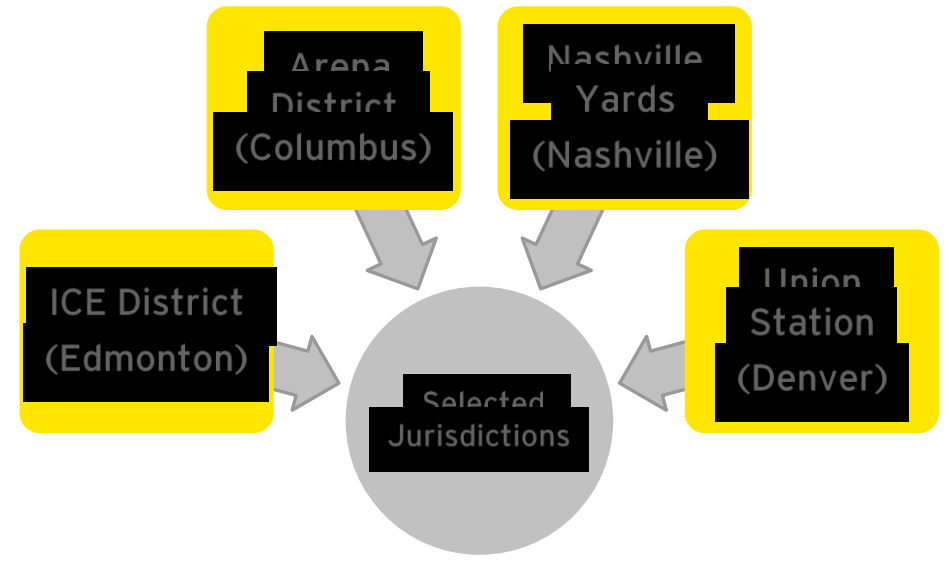 ICE District
(Edmonton)
Arena
District
(Columbus)
Nashville
Yards
(Nashville)
Union
Station
(Denver)
Selected
Jurisdictions